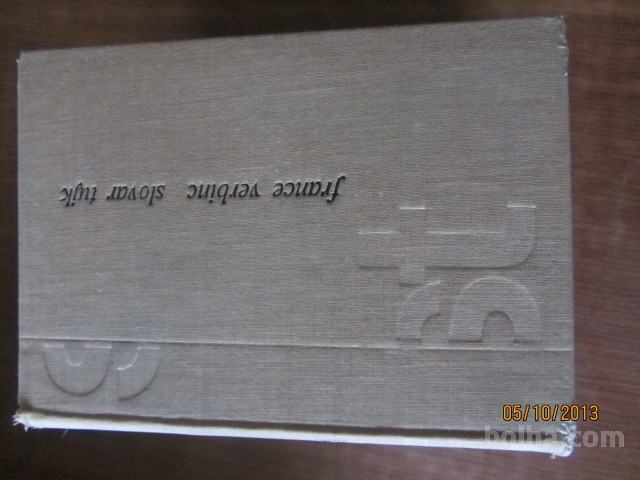 france verbinc slovar tujk
05/10/2013
bolha.com